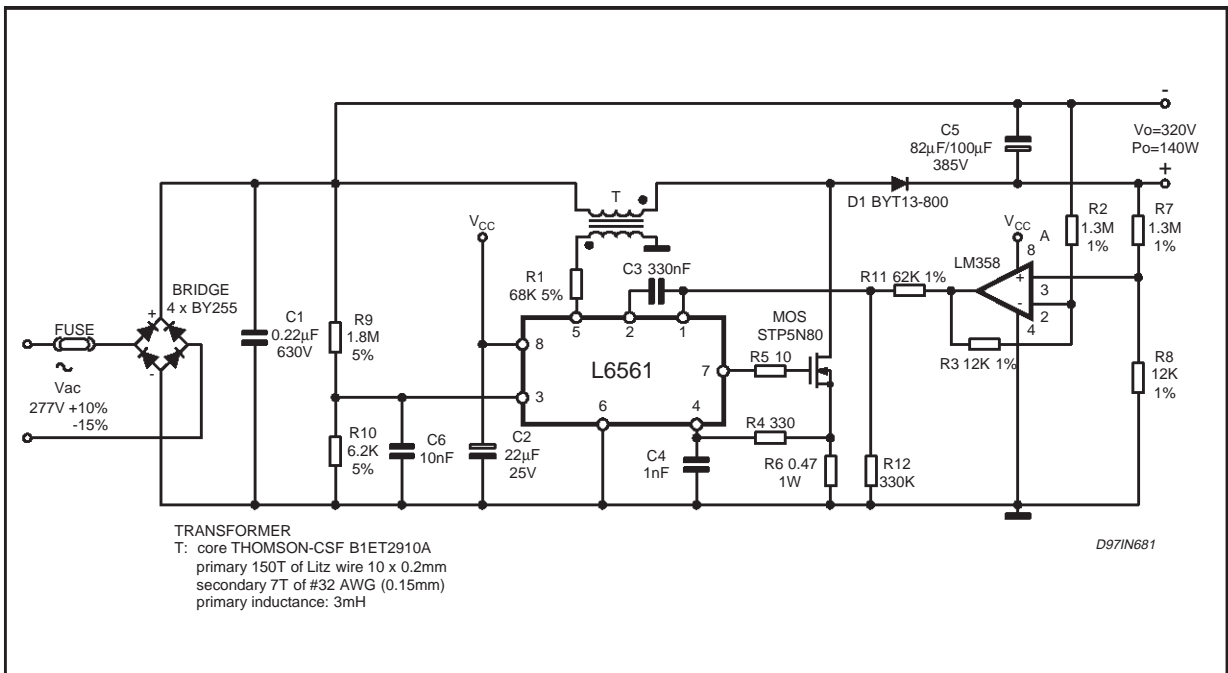 -
C5
82μF/100μF
385V
Vo=320V
Po=140W
+
T
D1 BYT13-800
VCC
VCC
8
A
R2
1.3M
1%
R7
1.3M
1%
LM358
+
3
-
2
4
R1
68K 5%
C3 330nF
R11 62K 1%
BRIDGE
4 x BY255
+
-
FUSE
~
Vac
277V +10%
-15%
C1
0.22μF
630V
R9
1.8M
5%
5
2
1
8
L6561
7
3
6
4
MOS
STP5N80
R5 10
R3 12K 1%
R8
12K
1%
R10
6.2K
5%
C6
10nF
C2
22μF
25V
C4
1nF
R4 330
R6 0.47
1W
R12
330K
TRANSFORMER
T: core THOMSON-CSF B1ET2910A
primary 150T of Litz wire 10 x 0.2mm
secondary 7T of #32 AWG (0.15mm)
primary inductance: 3mH
D97IN681